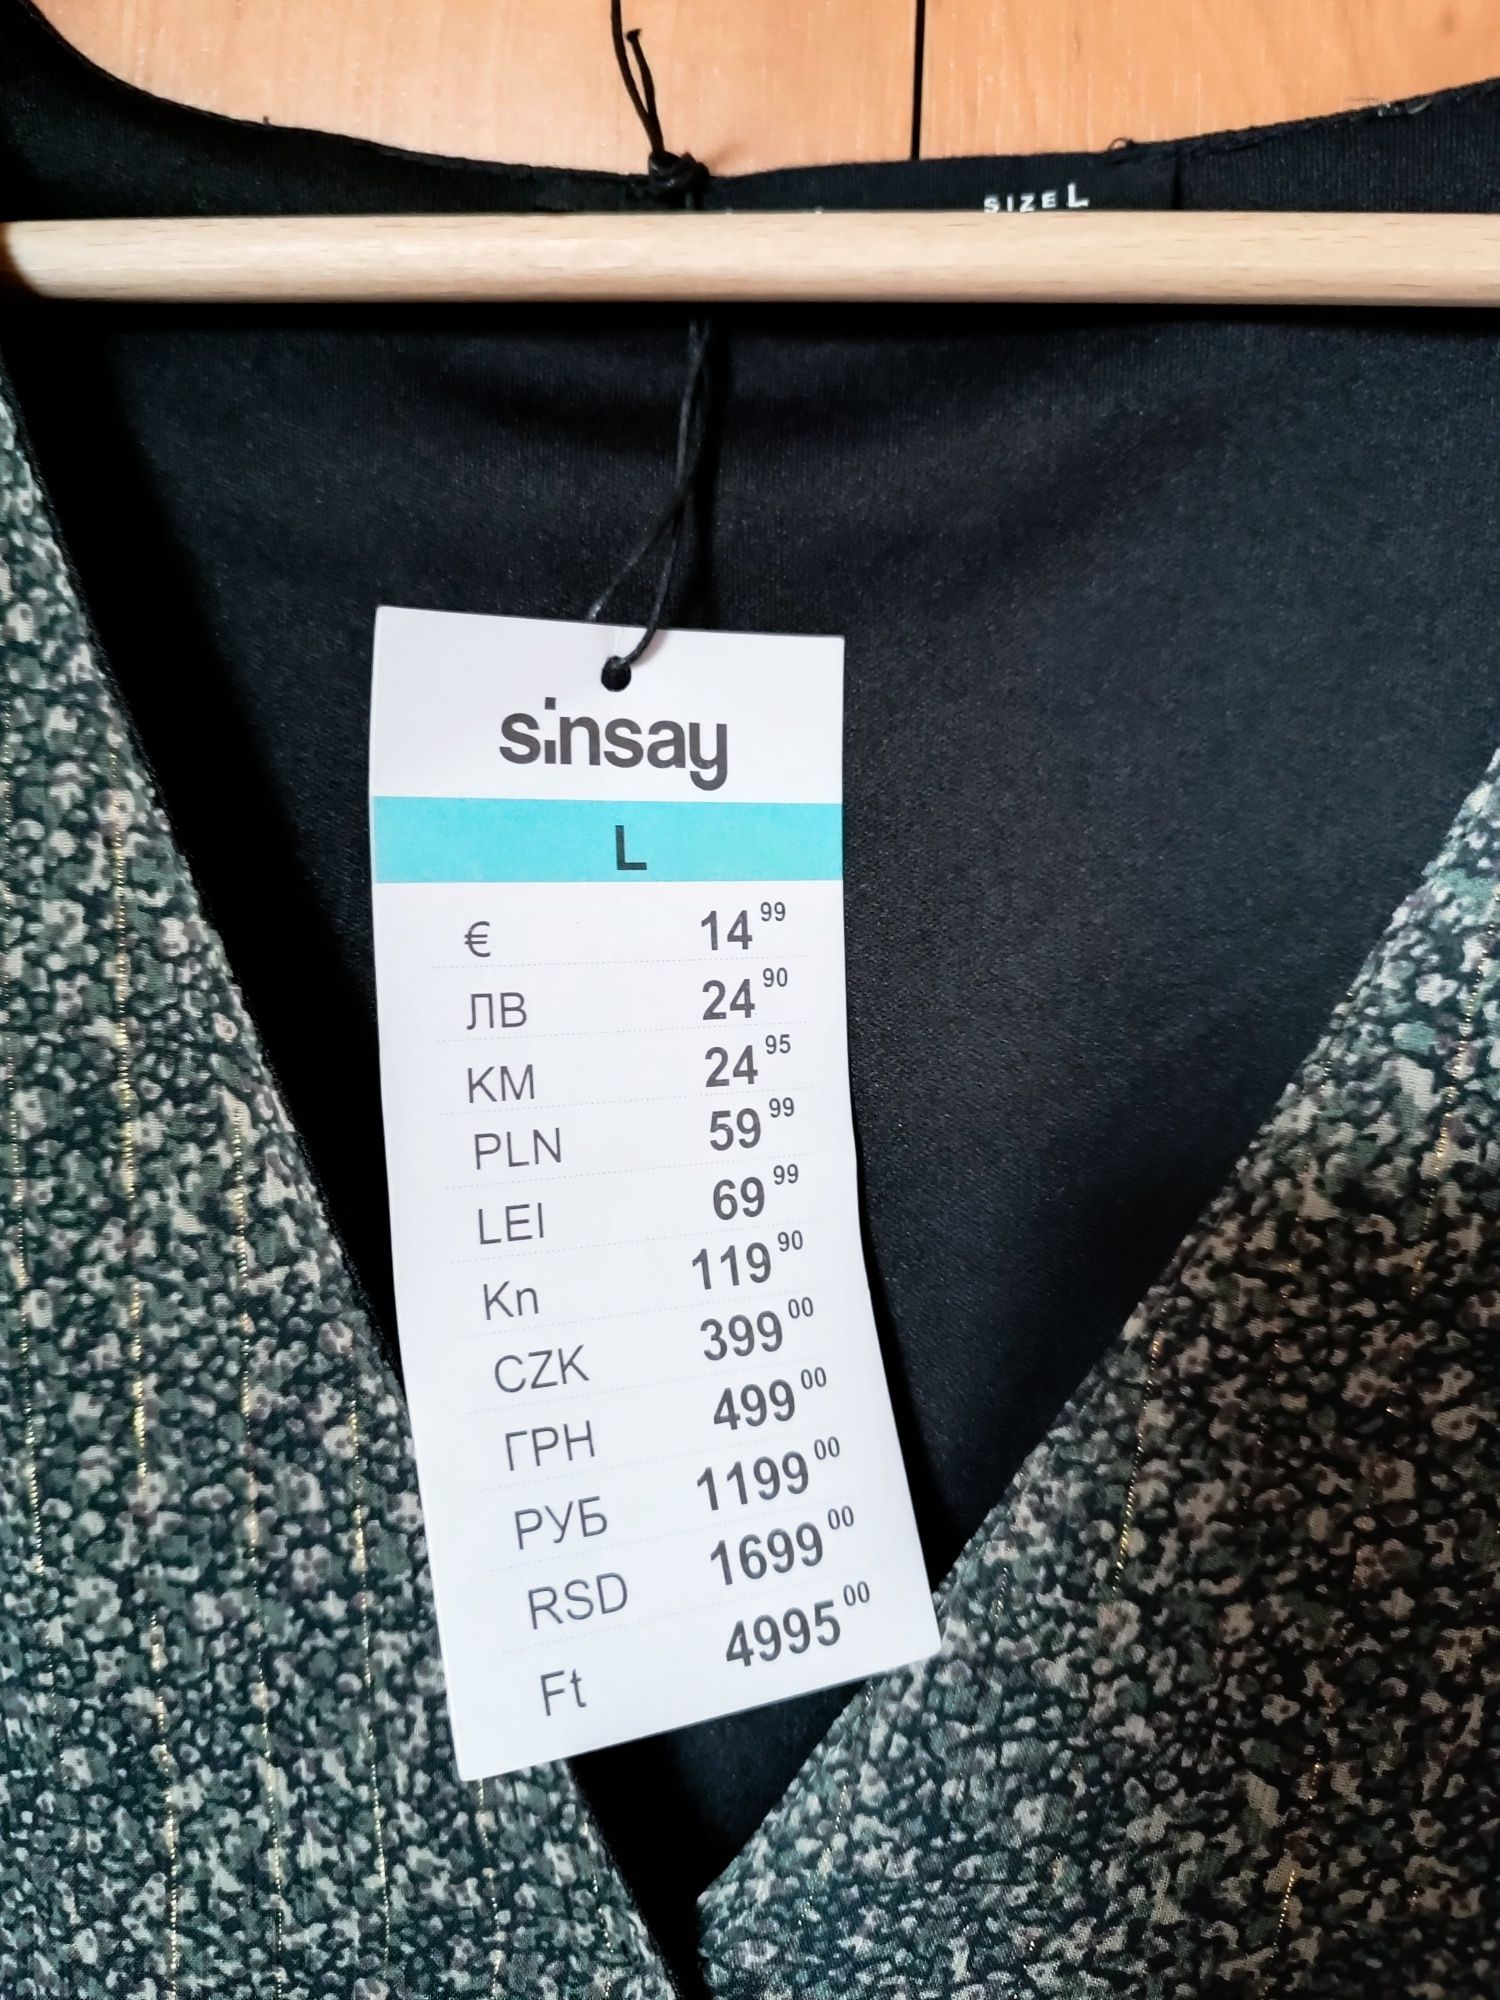 SIZE L
sinsay
L
€ 14 99
ЛВ 24 90
KM 24 95
PLN 59 99
LEI 69 99
Kn 119 90
CZK 399 00
ГРН 499 00
РУБ 1199 00
RSD 1699 00
Ft 4995 00